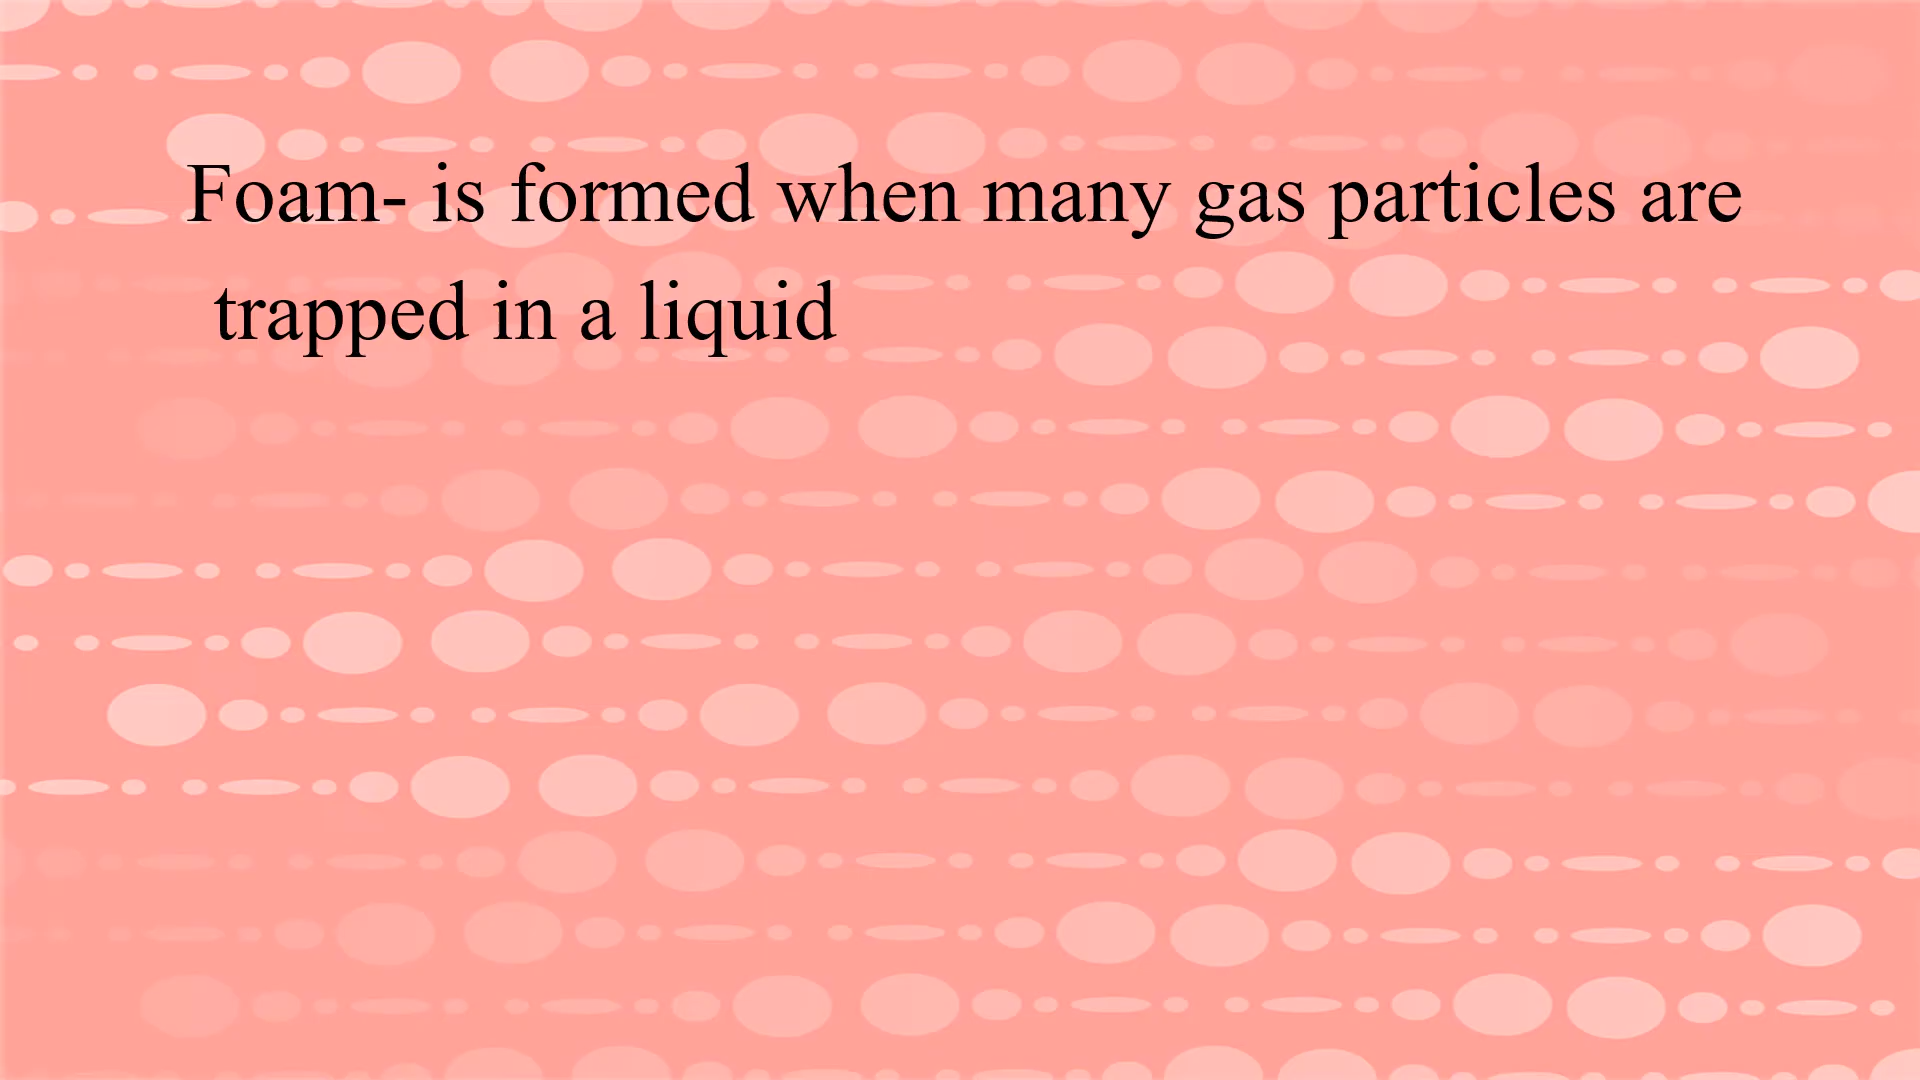 Foam- is formed when many gas particles are
trapped in a liquid